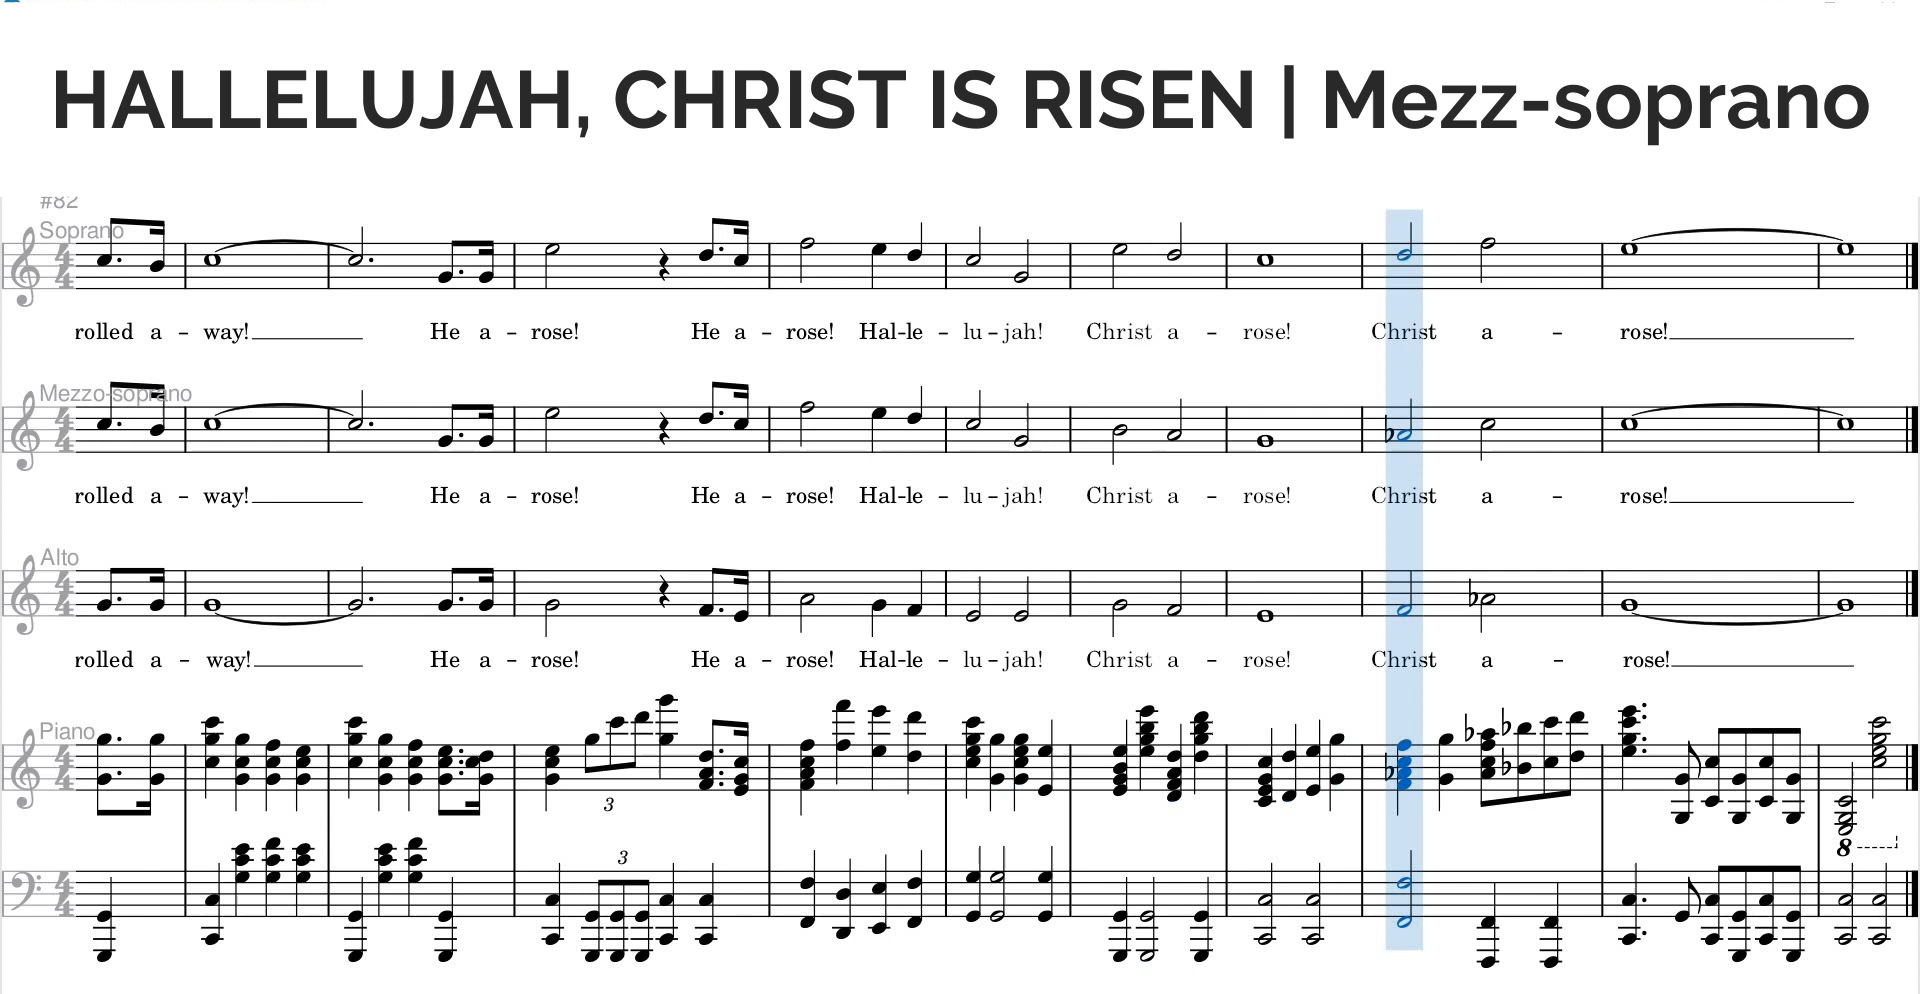 HALLELUJAH, CHRIST IS RISEN | Mezz-soprano
#82
Soprano
rolled a - way! He a - rose! He a - rose! Hal-le - lu - jah! Christ a - rose! Christ a - rose!
Mezzo-soprano
rolled a - way! He a - rose! He a - rose! Hal-le - lu - jah! Christ a - rose! Christ a - rose!
Alto
rolled a - way! He a - rose! He a - rose! Hal-le - lu - jah! Christ a - rose! Christ a - rose!
Piano
3
8
3